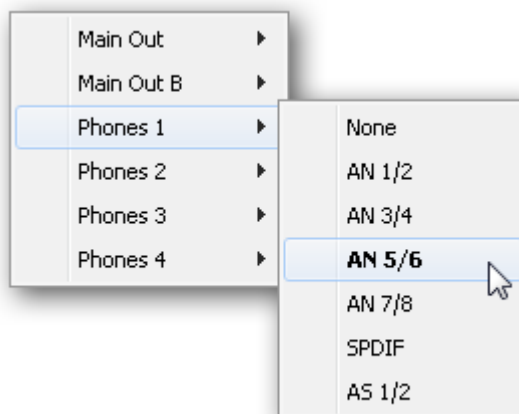 Main Out
Main Out B
Phones 1
Phones 2
Phones 3
Phones 4
None
AN 1/2
AN 3/4
AN 5/6
AN 7/8
SPDIF
AS 1/2